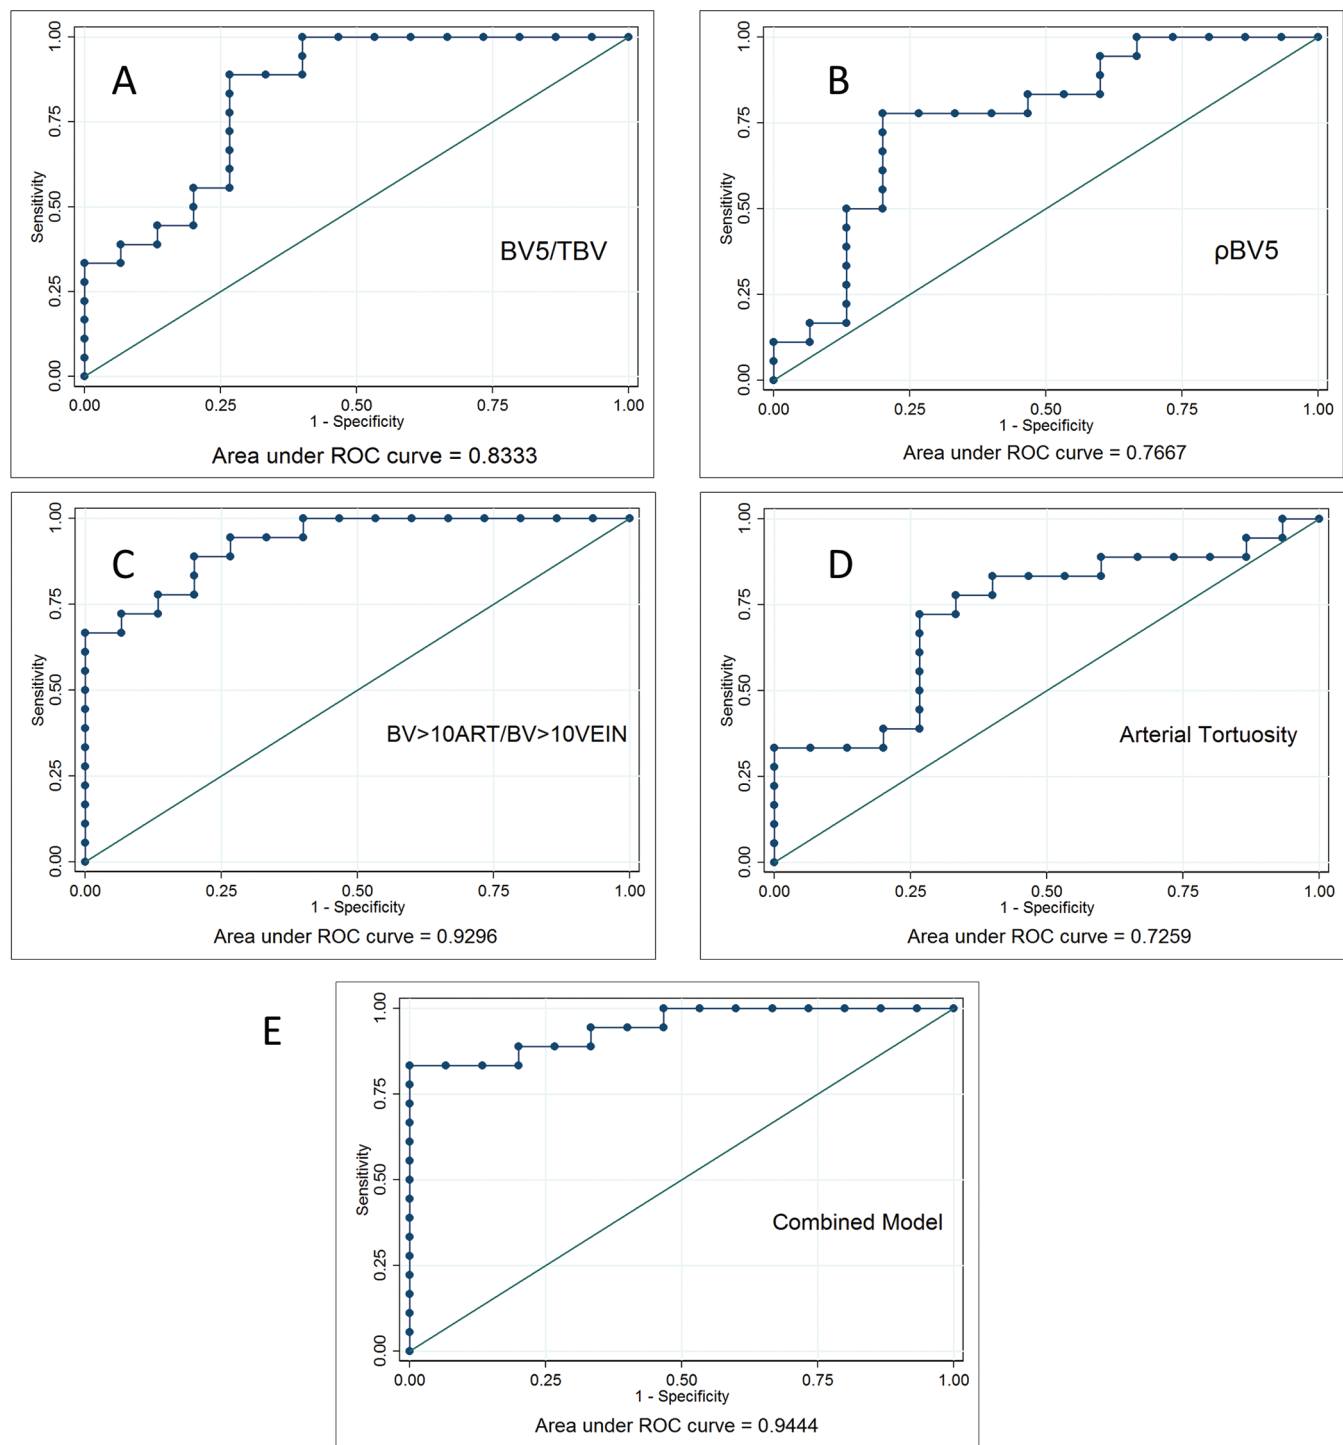 A
BV5/TBV
Sensitivity
1.00
0.75
0.50
0.25
0.00
0.00 0.25 0.50 0.75 1.00
1 - Specificity
Area under ROC curve = 0.8333
B
ρBV5
Sensitivity
1.00
0.75
0.50
0.25
0.00
0.00 0.25 0.50 0.75 1.00
1 - Specificity
Area under ROC curve = 0.7667
C
BV>10ART/BV>10VEIN
Sensitivity
1.00
0.75
0.50
0.25
0.00
0.00 0.25 0.50 0.75 1.00
1 - Specificity
Area under ROC curve = 0.9296
D
Arterial Tortuosity
Sensitivity
1.00
0.75
0.50
0.25
0.00
0.00 0.25 0.50 0.75 1.00
1 - Specificity
Area under ROC curve = 0.7259
E
Combined Model
Sensitivity
1.00
0.75
0.50
0.25
0.00
0.00 0.25 0.50 0.75 1.00
1 - Specificity
Area under ROC curve = 0.9444